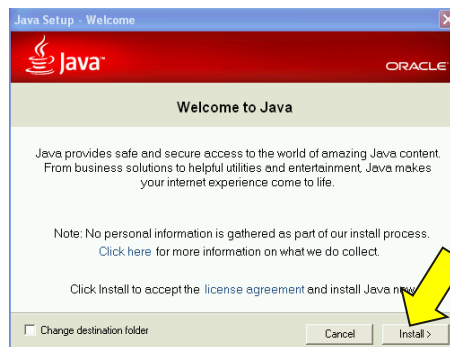 Java Setup - Welcome
Java™
ORACLE
Welcome to Java
Java provides safe and secure access to the world of amazing Java content.
From business solutions to helpful utilities and entertainment, Java makes
your internet experience come to life.
Note: No personal information is gathered as part of our install process.
Click here for more information on what we do collect.
Click Install to accept the license agreement and install Java now.
Change destination folder
Cancel
Install >